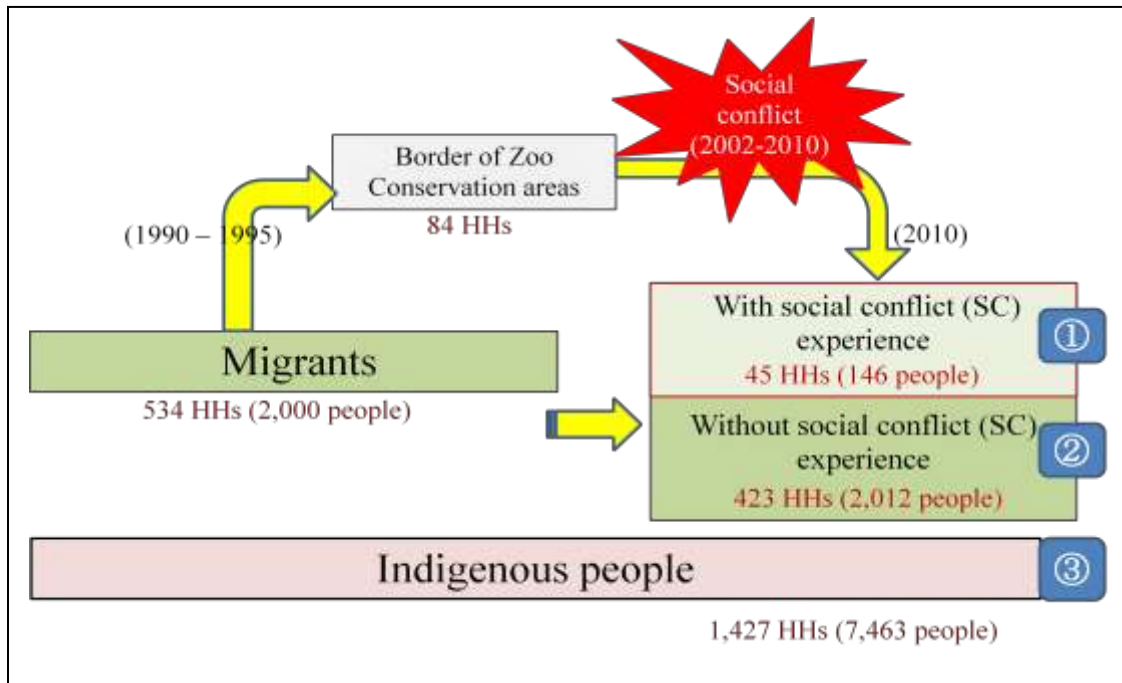 Social
conflict
(2002-2010)
Border of Zoo
Conservation areas
84 HHs
(1990 – 1995)
(2010)
With social conflict (SC)
experience
45 HHs (146 people)
①
Migrants
534 HHs (2,000 people)
Without social conflict (SC)
experience
423 HHs (2,012 people)
②
Indigenous people
③
1,427 HHs (7,463 people)